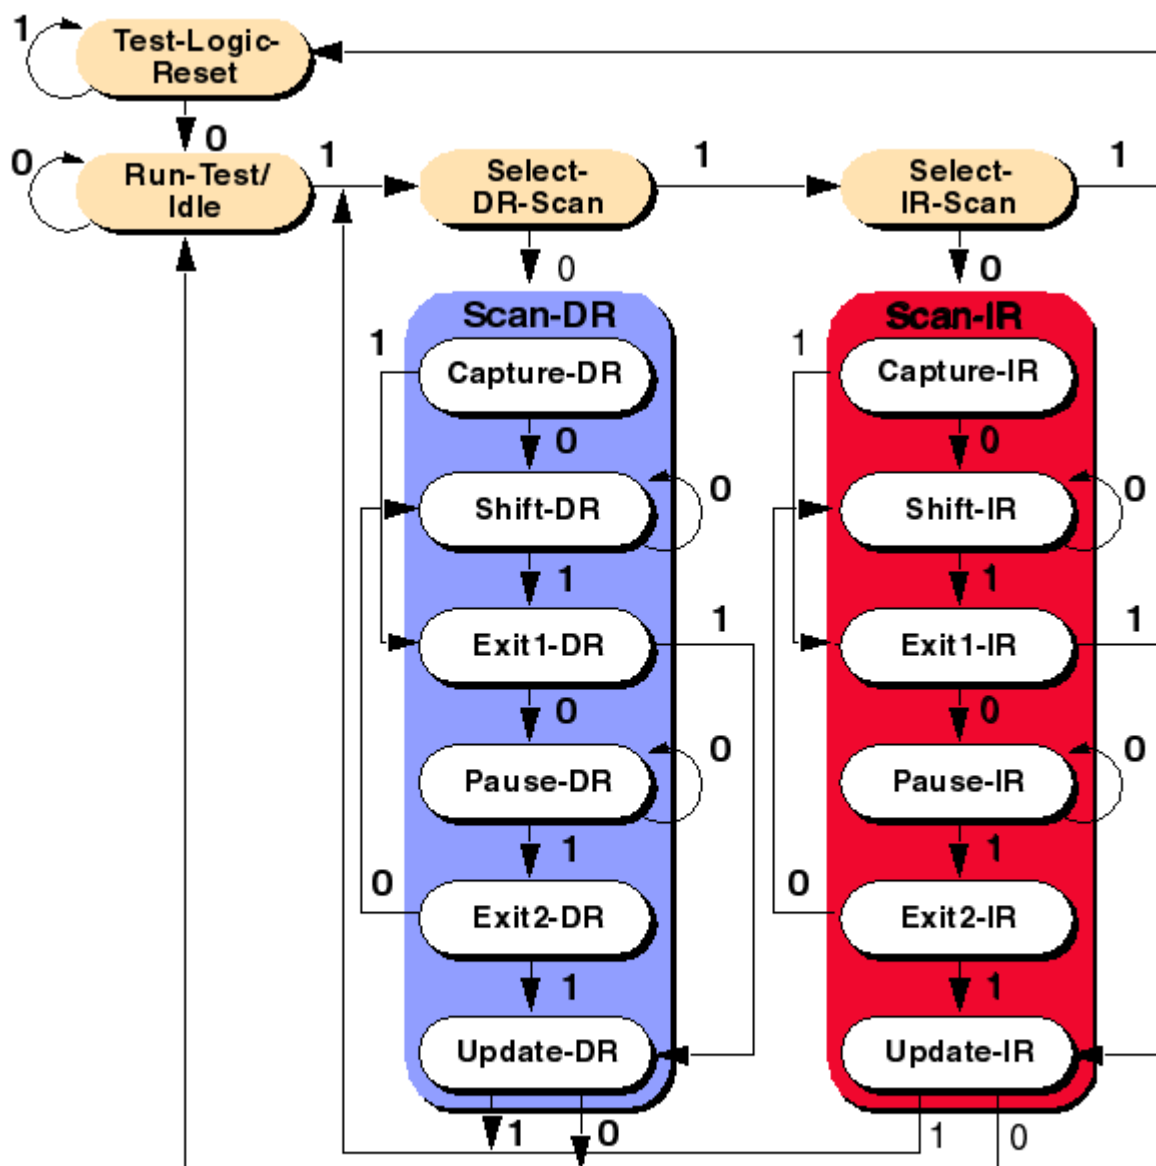 1
Test-Logic-
Reset
0
0
Run-Test/
Idle
1
Select-
DR-Scan
1
Select-
IR-Scan
1
0
0
Scan-DR
Scan-IR
1
Capture-DR
1
Capture-IR
0
0
Shift-DR
0
Shift-IR
0
1
1
Exit1-DR
1
Exit1-IR
1
0
0
Pause-DR
0
Pause-IR
0
1
1
0
Exit2-DR
0
Exit2-IR
1
1
Update-DR
Update-IR
1
0
1
0